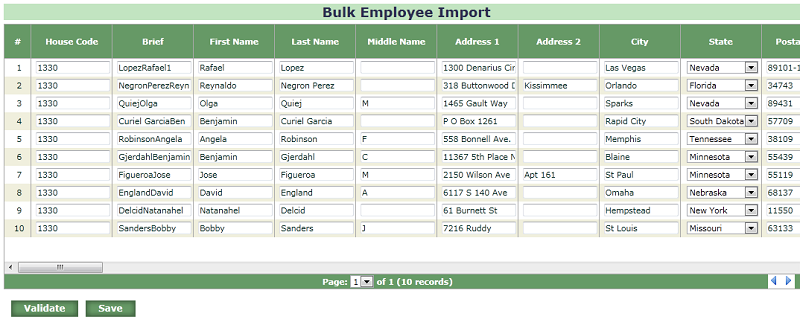 Bulk Employee Import
# House Code Brief First Name Last Name Middle Name Address 1 Address 2 City State Posta
1 1330 LopezRafael1 Rafael Lopez 1300 Denarius Cir Las Vegas Nevada 89101-1
2 1330 NegronPerezReyn Reynaldo Negron Perez 318 Buttonwood D Kissimmee Orlando Florida 34743
3 1330 QuiejOlga Olga Quiej M 1465 Gault Way Sparks Nevada 89431
4 1330 Curiel GarciaBen Benjamin Curiel Garcia P O Box 1261 Rapid City South Dakota 57709
5 1330 RobinsonAngela Angela Robinson F 558 Bonnell Ave. Memphis Tennessee 38109
6 1330 GjerdahlBenjamin Benjamin Gjerdahl C 11367 5th Place N Blaine Minnesota 55439
7 1330 FigueroaJose Jose Figueroa M 2150 Wilson Ave Apt 161 St Paul Minnesota 55119
8 1330 EnglandDavid David England A 6117 S 140 Ave Omaha Nebraska 68137
9 1330 DelcidNatanahel Natanahel Delcid 61 Burnett St Hempstead New York 11550
10 1330 SandersBobby Bobby Sanders J 7216 Ruddy St Louis Missouri 63133
Page: 1 of 1 (10 records)
Validate Save